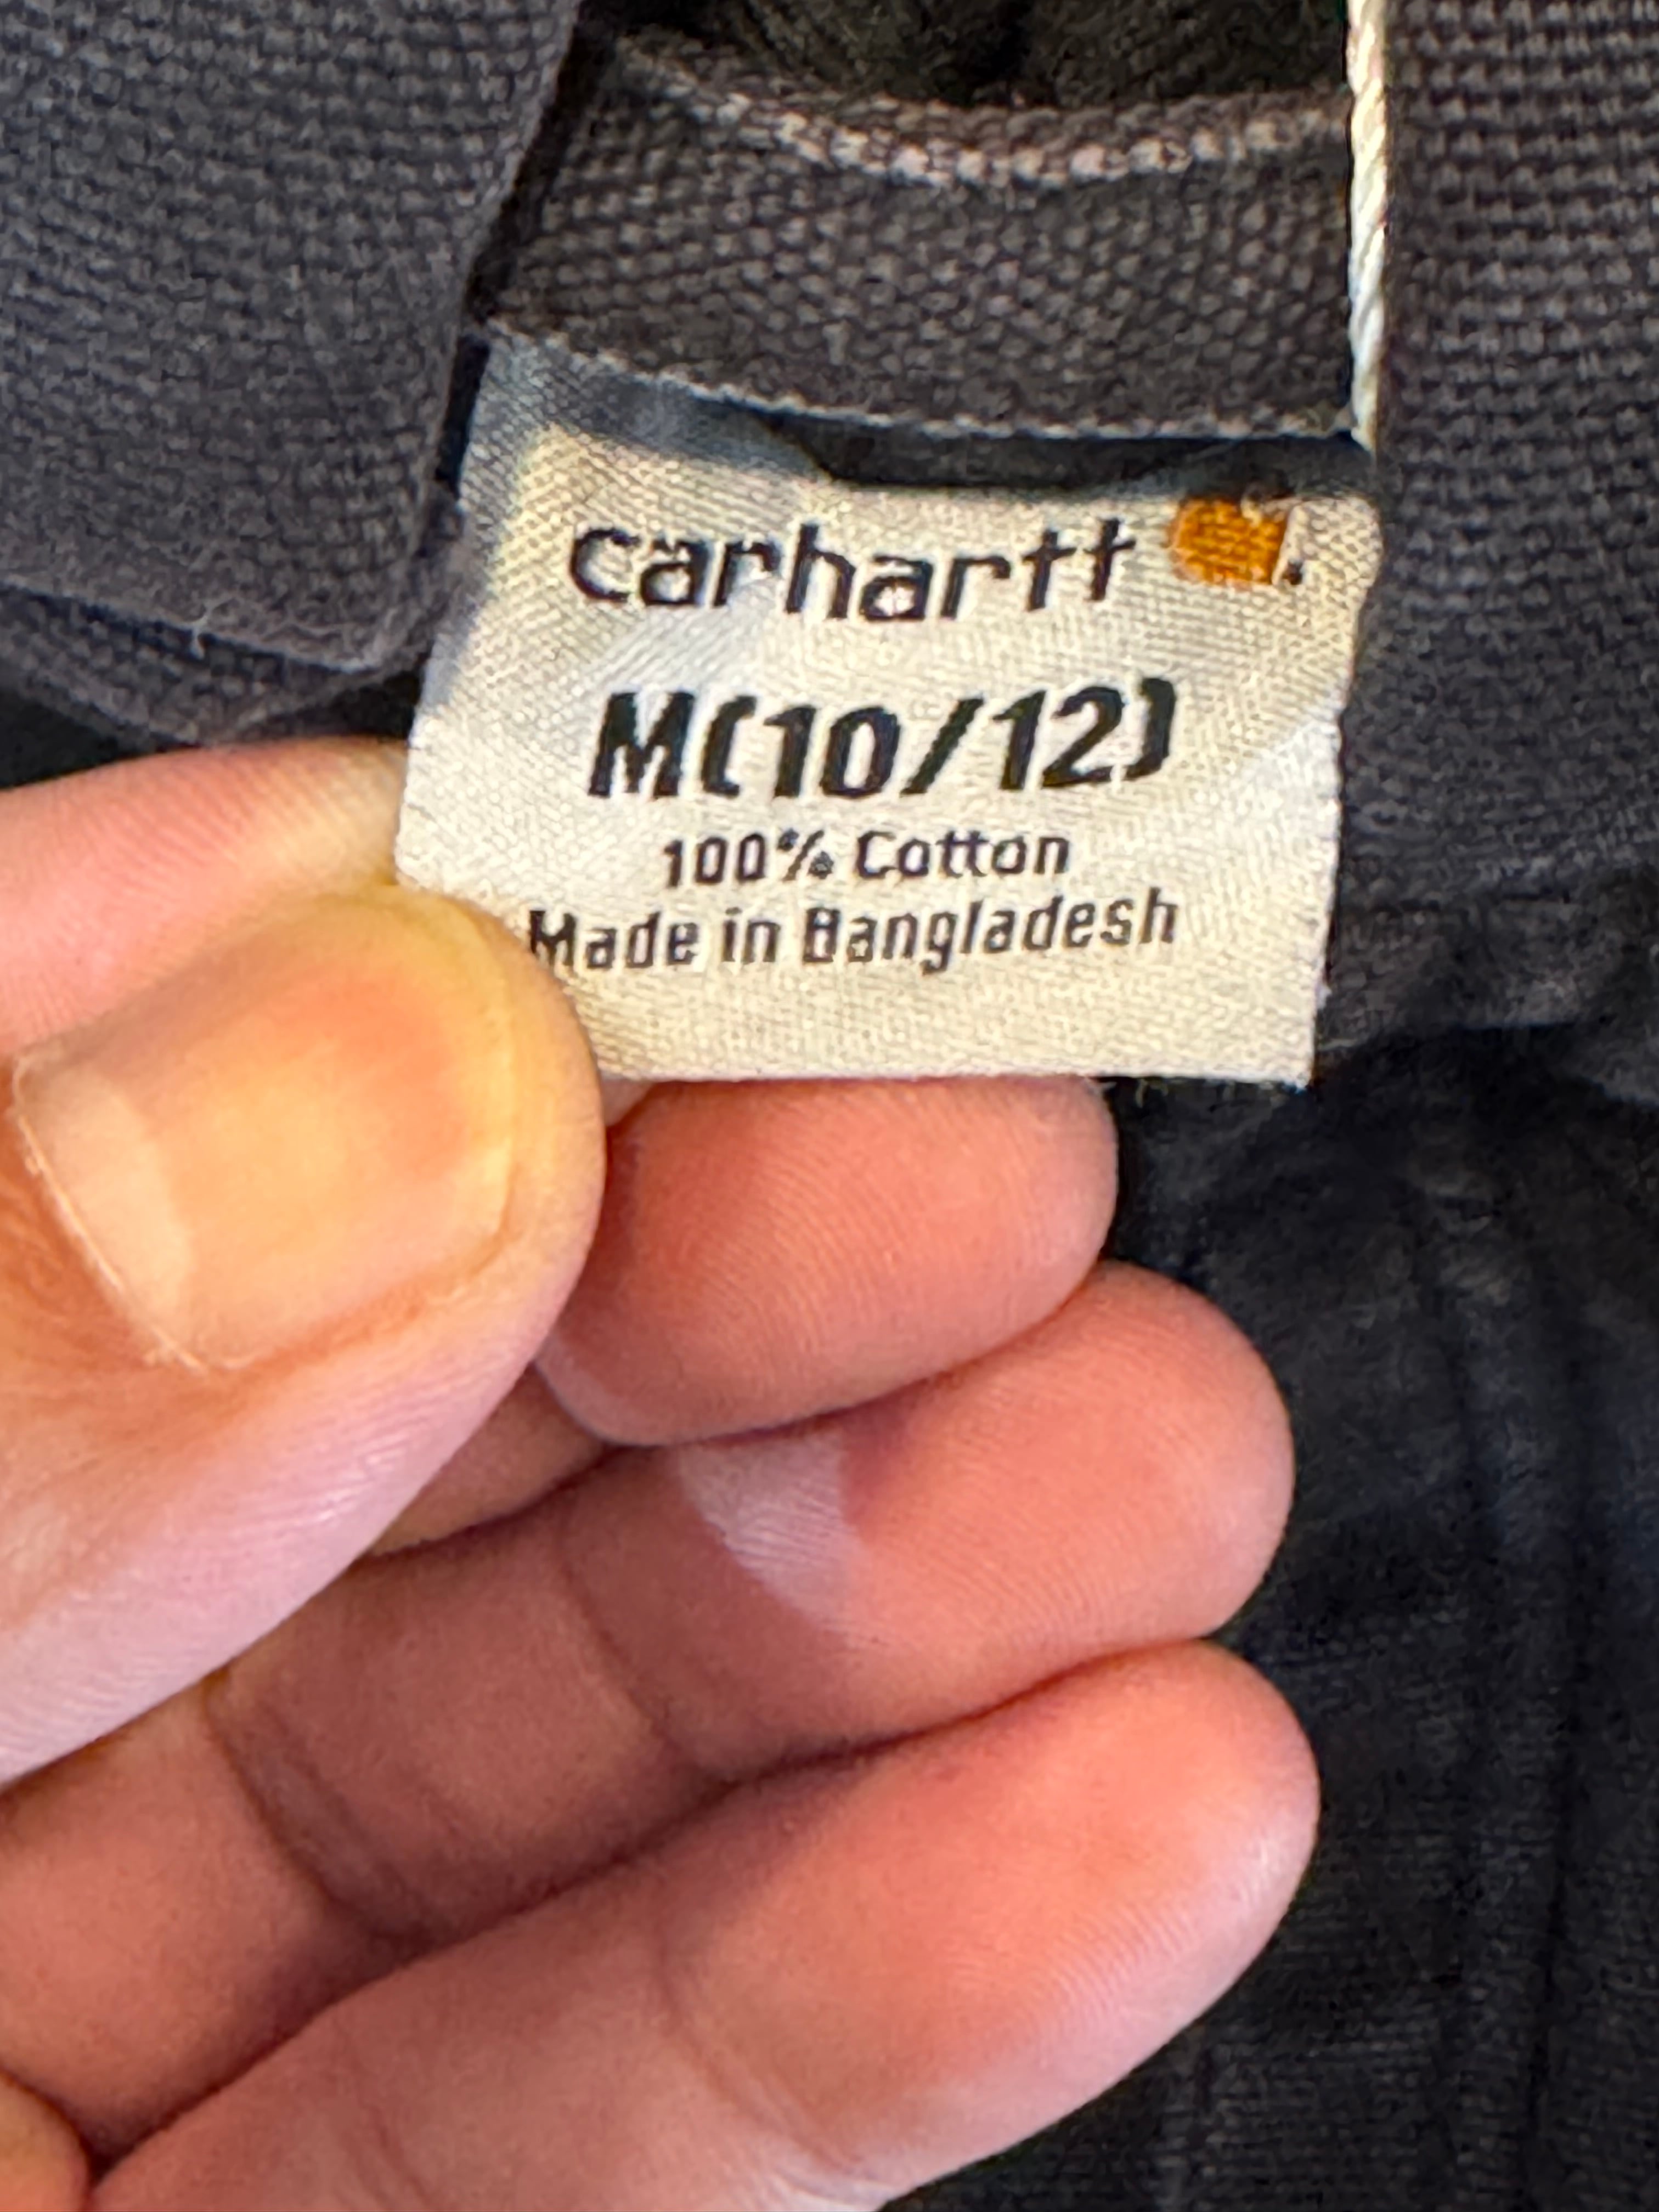 carhartt
M(10/12)
100% Cotton
Made in Bangladesh